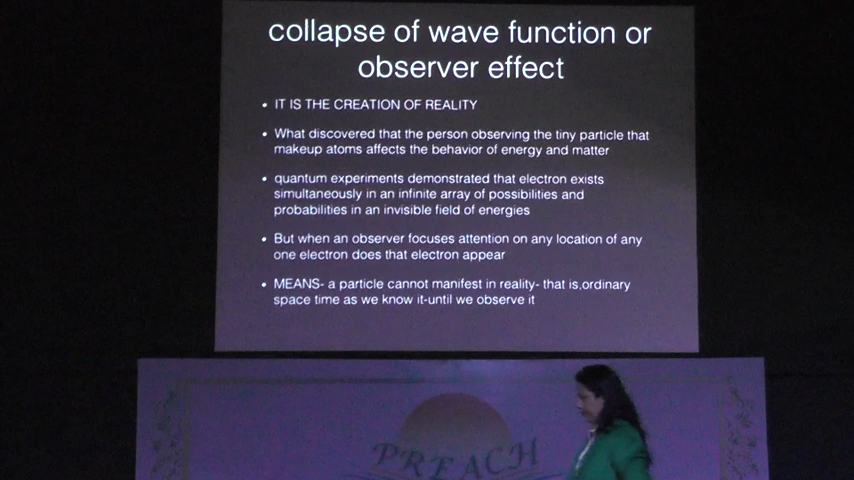 collapse of wave function or
observer effect
• IT IS THE CREATION OF REALITY
• What discovered that the person observing the tiny particle that
makeup atoms affects the behavior of energy and matter
• quantum experiments demonstrated that electron exists
simultaneously in an infinite array of possibilities and
probabilities in an invisible field of energies
• But when an observer focuses attention on any location of any
one electron does that electron appear
• MEANS- a particle cannot manifest in reality- that is,ordinary
space time as we know it-until we observe it
PREACH